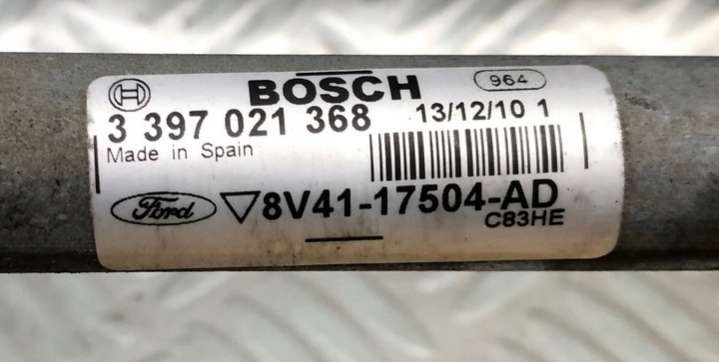 BOSCH 964
3 397 021 368 13/12/10 1
Made in Spain
Ford 8V41-17504-AD
C83HE